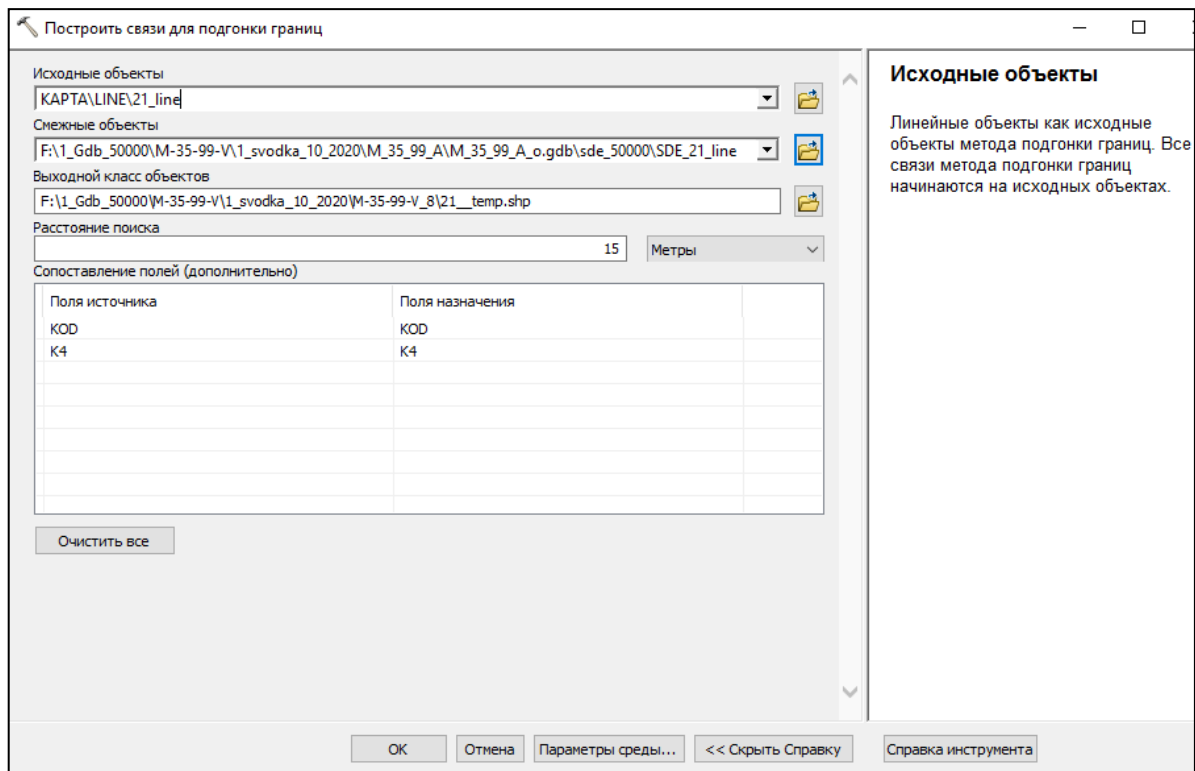 Построить связи для подгонки границ
Исходные объекты
КАРТА\LINE\21_line
Смежные объекты
F:\1_Gdb_50000\M-35-99-V\1_svodka_10_2020\M_35_99_A\M_35_99_A_o.gdb\sde_50000\SDE_21_line
Выходной класс объектов
F:\1_Gdb_50000\M-35-99-V\1_svodka_10_2020\M-35-99-V_8\21__temp.shp
Расстояние поиска
15 Метры
Сопоставление полей (дополнительно)
Поля источника Поля назначения
KOD KOD
K4 K4
Очистить все
Исходные объекты
Линейные объекты как исходные
объекты метода подгонки границ. Все
связи метода подгонки границ
начинаются на исходных объектах.
OK Отмена Параметры среды... << Скрыть Справку Справка инструмента